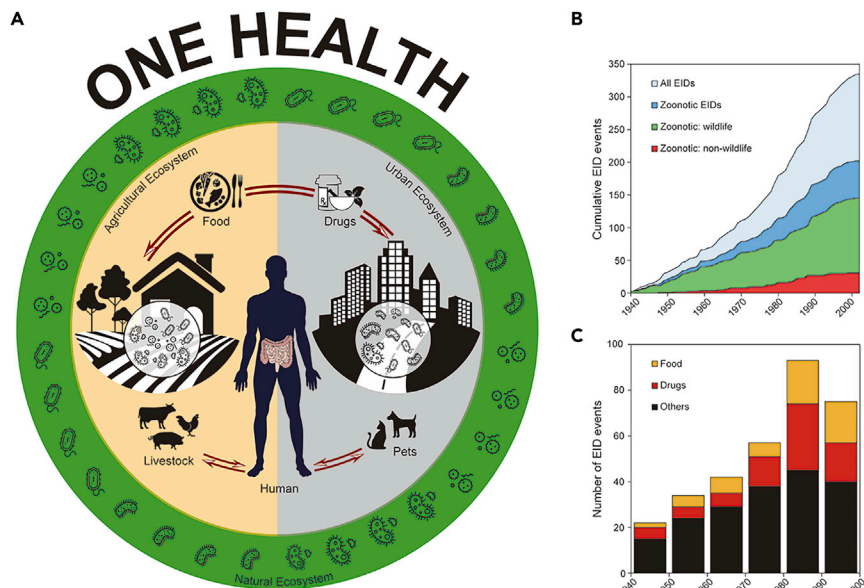 A
ONE HEALTH
Agricultural Ecosystem
Urban Ecosystem
Food
Drugs
Livestock
Pets
Human
Natural Ecosystem
B
350
300
250
200
150
100
50
0
Cumulative EID events
All EIDs
Zoonotic EIDs
Zoonotic: wildlife
Zoonotic: non-wildlife
1940
1950
1960
1970
1980
1990
2000
C
100
80
60
40
20
0
Number of EID events
Food
Drugs
Others